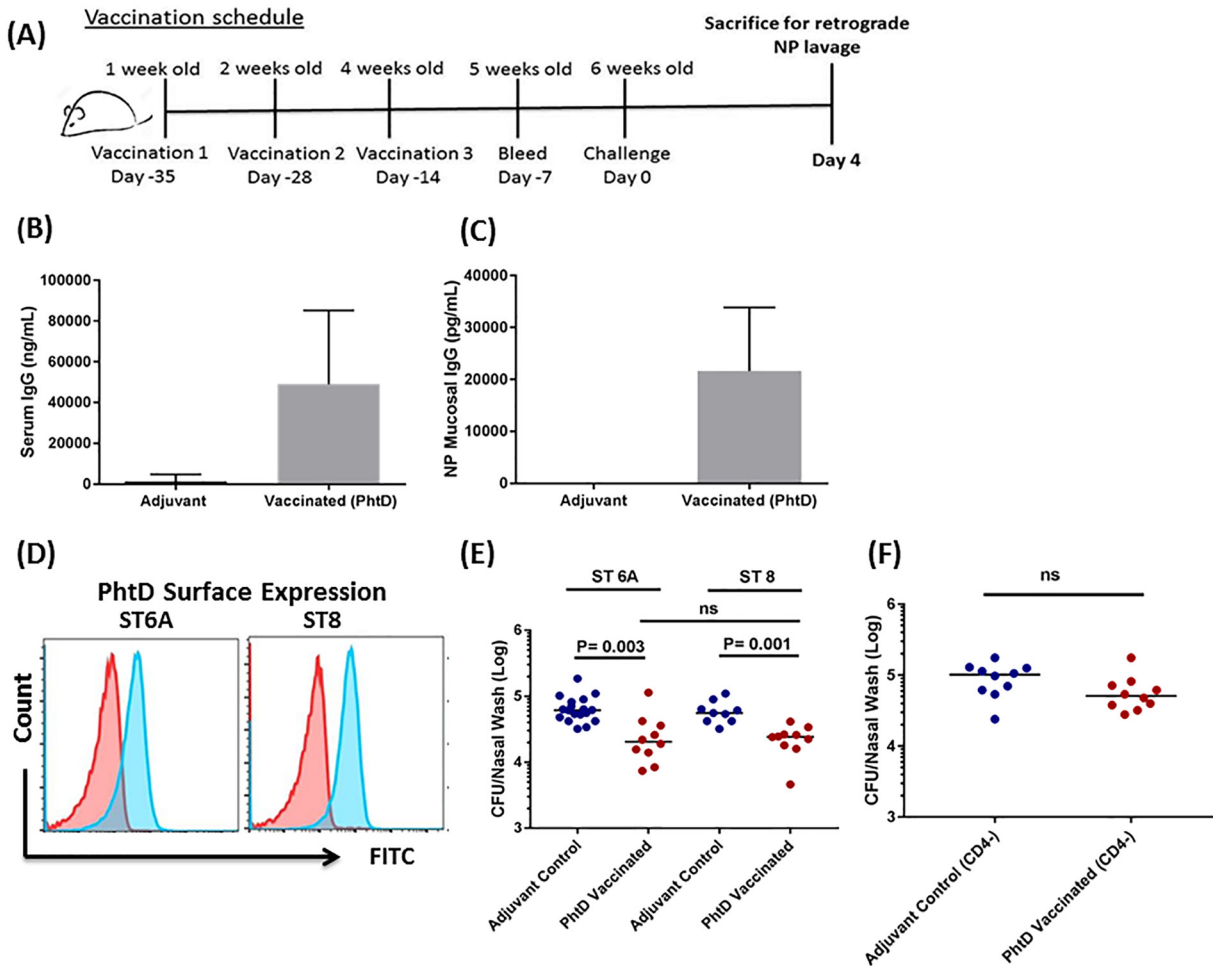 (A)
Vaccination schedule
Sacrifice for retrograde
NP lavage
1 week old 2 weeks old 4 weeks old 5 weeks old 6 weeks old
Vaccination 1 Vaccination 2 Vaccination 3 Bleed Challenge
Day -35 Day -28 Day -14 Day -7 Day 0
Day 4
(B)
Serum IgG (ng/mL)
100000
80000
60000
40000
20000
0
Adjuvant Vaccinated (PhtD)
(C)
NP Mucosal IgG (pg/mL)
40000
30000
20000
10000
0
Adjuvant Vaccinated (PhtD)
(D)
PhtD Surface Expression
ST6A ST8
Count
FITC
(E)
ST 6A ST 8
ns
P= 0.003 P= 0.001
CFU/Nasal Wash (Log)
6
5
4
3
Adjuvant Control
PhtD Vaccinated
Adjuvant Control
PhtD Vaccinated
(F)
ns
CFU/Nasal Wash (Log)
6
5
4
3
Adjuvant Control (CD4-)
PhtD Vaccinated (CD4-)